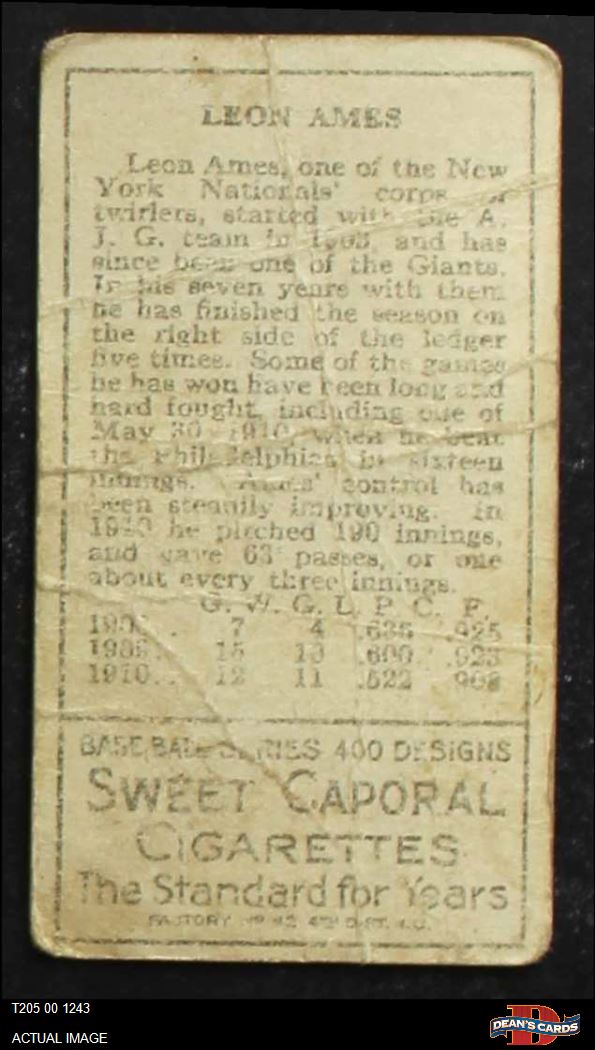 LEON AMES
Leon Ames, one of the New
York Nationals' corps of
twirlers, started with the A.
J. G. team in 1903, and has
since been one of the Giants.
In his seven years with them
he has finished the season on
the right side of the ledger
five times. Some of the games
he has won have been long and
hard fought, including one of
May 30, 1910, when he beat
the Philadelphias in sixteen
innings. Ames' control has
been steadily improving. In
1910 he pitched 190 innings,
and gave 63 passes, or one
about every three innings.
G. W. G. L. P. C. F.
7 4 .636 .925
1909.. 15 10 .600 .923
1910.. 12 11 .522
BASE BALL SERIES 400 DESIGNS
SWEET CAPORAL
CIGARETTES
The Standard for Years
FACTORY Nº 42 4TH DIST. N.C.
T205 00 1243
ACTUAL IMAGE
D
DEAN'S CARDS